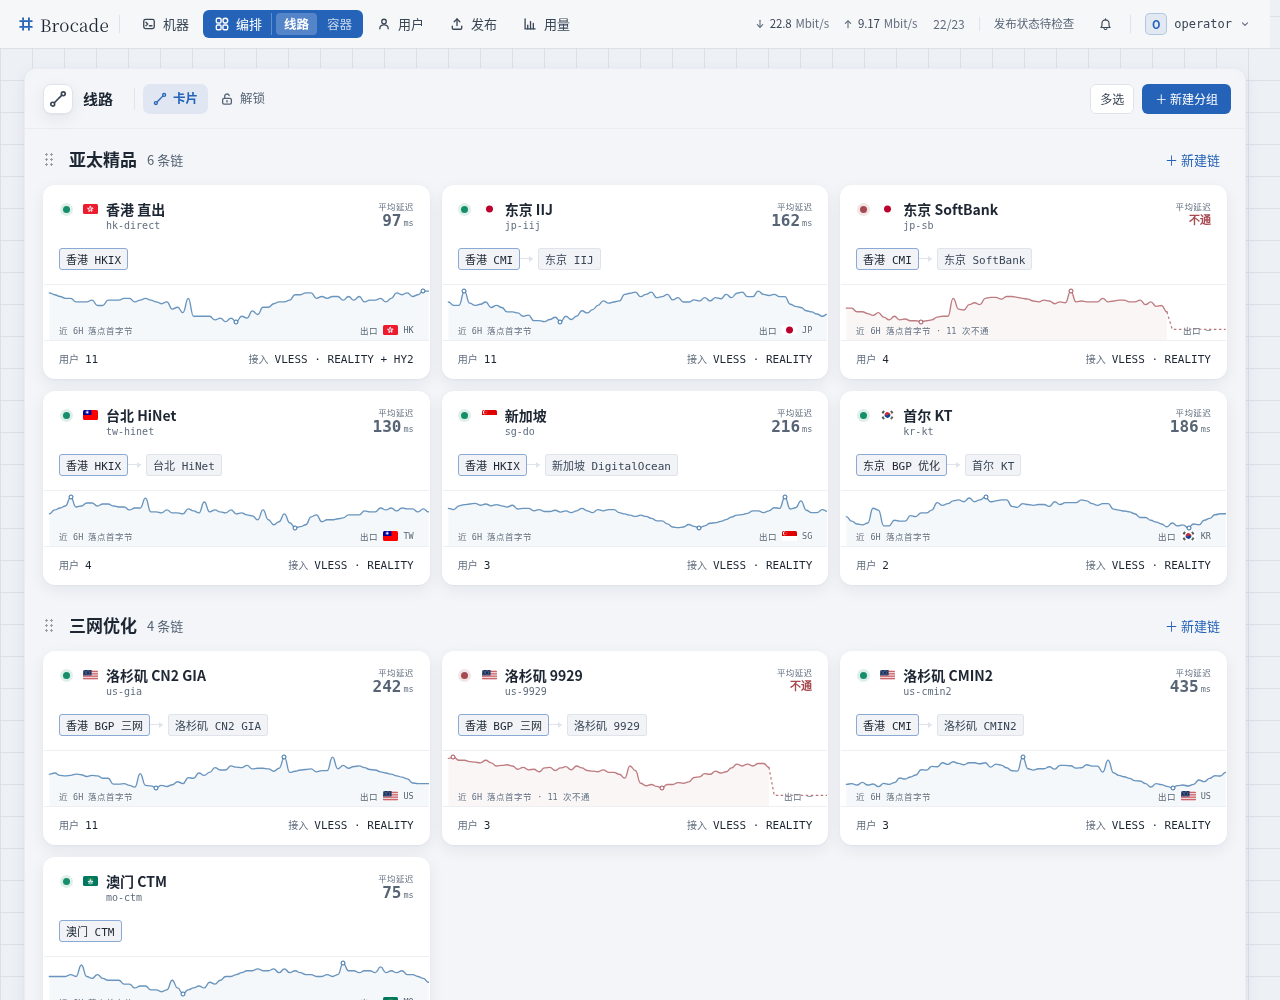 Brocade 机器 编排 线路 容器 用户 发布 用量 22.8 Mbit/s 9.17 Mbit/s 22/23 发布状态待检查 O operator
线路 卡片 解锁 多选 新建分组
亚太精品 6 条链 新建链
香港 直出 平均延迟
hk-direct 97 ms
香港 HKIX
近 6H 落点首字节 出口 HK
用户 11 接入 VLESS · REALITY + HY2
东京 IIJ 平均延迟
jp-iij 162 ms
香港 CMI 东京 IIJ
近 6H 落点首字节 出口 JP
用户 11 接入 VLESS · REALITY
东京 SoftBank 平均延迟
jp-sb 不通
香港 CMI 东京 SoftBank
近 6H 落点首字节 · 11 次不通 出口
用户 4 接入 VLESS · REALITY
台北 HiNet 平均延迟
tw-hinet 130 ms
香港 HKIX 台北 HiNet
近 6H 落点首字节 出口 TW
用户 4 接入 VLESS · REALITY
新加坡 平均延迟
sg-do 216 ms
香港 HKIX 新加坡 DigitalOcean
近 6H 落点首字节 出口 SG
用户 3 接入 VLESS · REALITY
首尔 KT 平均延迟
kr-kt 186 ms
东京 BGP 优化 首尔 KT
近 6H 落点首字节 出口 KR
用户 2 接入 VLESS · REALITY
三网优化 4 条链 新建链
洛杉矶 CN2 GIA 平均延迟
us-gia 242 ms
香港 BGP 三网 洛杉矶 CN2 GIA
近 6H 落点首字节 出口 US
用户 11 接入 VLESS · REALITY
洛杉矶 9929 平均延迟
us-9929 不通
香港 BGP 三网 洛杉矶 9929
近 6H 落点首字节 · 11 次不通 出口
用户 3 接入 VLESS · REALITY
洛杉矶 CMIN2 平均延迟
us-cmin2 435 ms
香港 CMI 洛杉矶 CMIN2
近 6H 落点首字节 出口 US
用户 3 接入 VLESS · REALITY
澳门 CTM 平均延迟
mo-ctm 75 ms
澳门 CTM